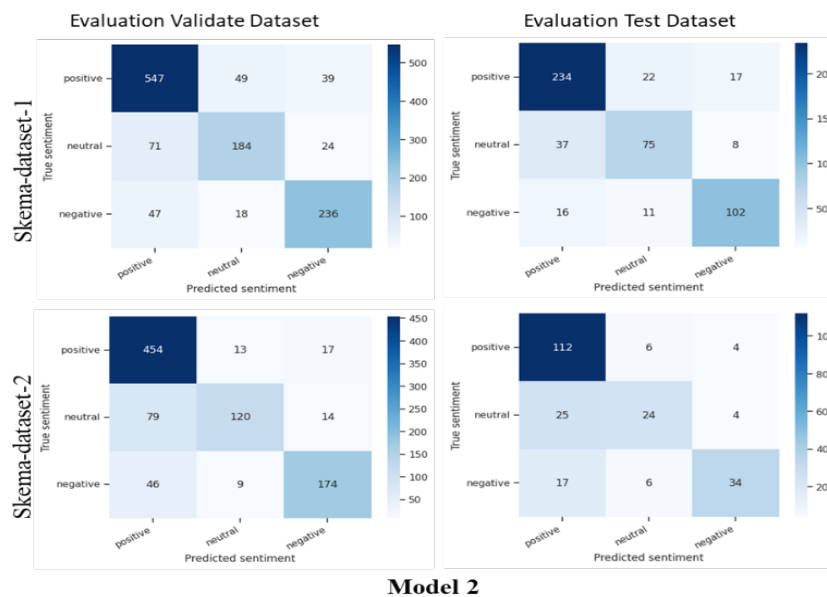 Evaluation Validate Dataset
Evaluation Test Dataset
Skema-dataset-1
True sentiment
positive
neutral
negative
547 49 39
71 184 24
47 18 236
positive neutral negative
Predicted sentiment
500
400
300
200
100
True sentiment
positive
neutral
negative
234 22 17
37 75 8
16 11 102
positive neutral negative
Predicted sentiment
50
Skema-dataset-2
True sentiment
positive
neutral
negative
454 13 17
79 120 14
46 9 174
positive neutral negative
Predicted sentiment
450
400
350
300
250
200
150
100
50
True sentiment
positive
neutral
negative
112 6 4
25 24 4
17 6 34
positive neutral negative
Predicted sentiment
80
60
40
20
Model 2